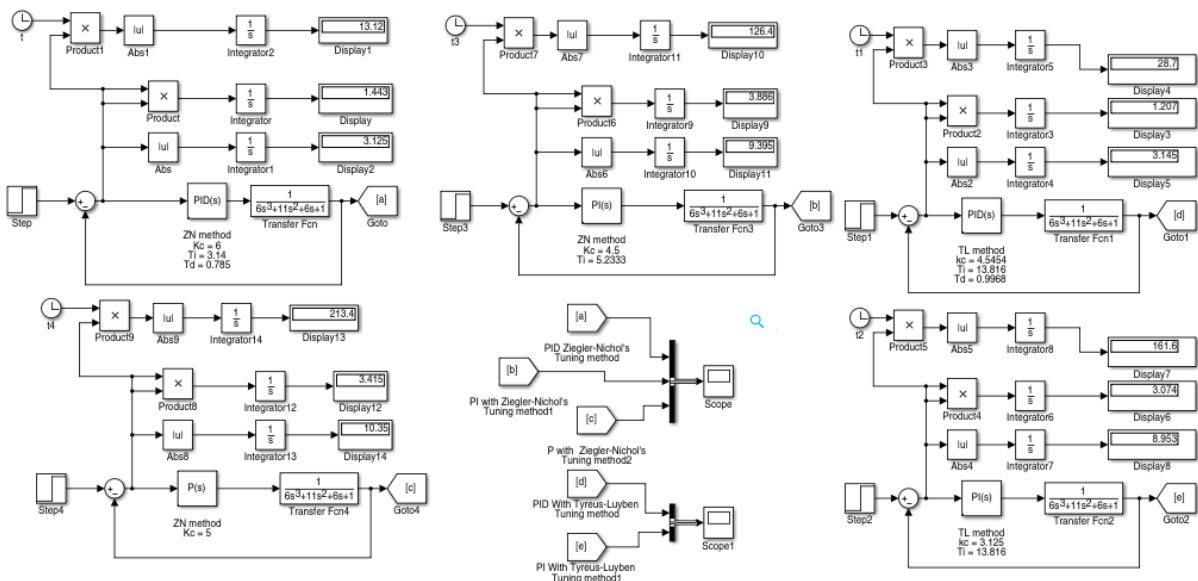 t
×
Product1
|u|
Abs1
1
s
Integrator2
13.12
Display1
×
Product
1
s
Integrator
1.443
Display
|u|
Abs
1
s
Integrator1
3.125
Display2
Step
+
−
PID(s)
1
6s3+11s2+6s+1
Transfer Fcn
[a]
Goto
ZN method
Kc = 6
Ti = 3.14
Td = 0.785
t3
×
Product7
|u|
Abs7
1
s
Integrator11
126.4
Display10
×
Product6
1
s
Integrator9
3.886
Display9
|u|
Abs6
1
s
Integrator10
9.395
Display11
Step3
+
−
PI(s)
1
6s3+11s2+6s+1
Transfer Fcn3
[b]
Goto3
ZN method
Kc = 4.5
Ti = 5.2333
t1
×
Product3
|u|
Abs3
1
s
Integrator5
28.7
Display4
×
Product2
1
s
Integrator3
1.207
Display3
|u|
Abs2
1
s
Integrator4
3.145
Display5
Step1
+
−
PID(s)
1
6s3+11s2+6s+1
Transfer Fcn1
[d]
Goto1
TL method
kc = 4.5454
Ti = 13.816
Td = 0.9968
t4
×
Product9
|u|
Abs9
1
s
Integrator14
213.4
Display13
×
Product8
1
s
Integrator12
3.415
Display12
|u|
Abs8
1
s
Integrator13
10.35
Display14
Step4
+
−
P(s)
1
6s3+11s2+6s+1
Transfer Fcn4
[c]
Goto4
ZN method
Kc = 5
[a]
PID Ziegler-Nichol's
Tuning method
[b]
PI with Ziegler-Nichol's
Tuning method1
[c]
P with Ziegler-Nichol's
Tuning method2
Scope
[d]
PID With Tyreus-Luyben
Tuning method
[e]
PI With Tyreus-Luyben
Tuning method1
Scope1
t2
×
Product5
|u|
Abs5
1
s
Integrator8
161.6
Display7
×
Product4
1
s
Integrator6
3.074
Display6
|u|
Abs4
1
s
Integrator7
8.953
Display8
Step2
+
−
PI(s)
1
6s3+11s2+6s+1
Transfer Fcn2
[e]
Goto2
TL method
kc = 3.125
Ti = 13.816